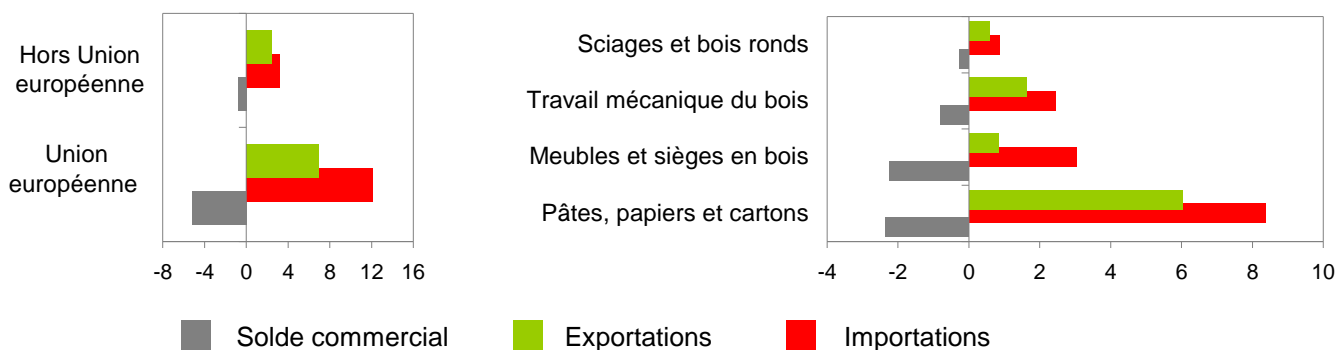 Hors Union
européenne
Union
européenne
-8 -4 0 4 8 12 16
Sciages et bois ronds
Travail mécanique du bois
Meubles et sièges en bois
Pâtes, papiers et cartons
-4 -2 0 2 4 6 8 10
Solde commercial Exportations Importations